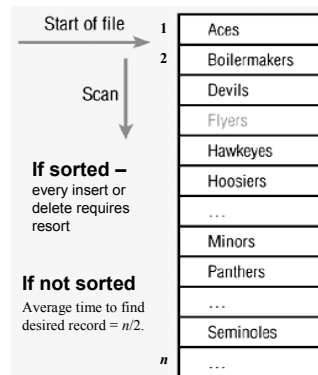 Start of file
Scan
If sorted –
every insert or
delete requires
resort
If not sorted
Average time to find
desired record = n/2.
1 Aces
2 Boilermakers
Devils
Flyers
Hawkeyes
Hoosiers
...
Minors
Panthers
...
Seminoles
n ...